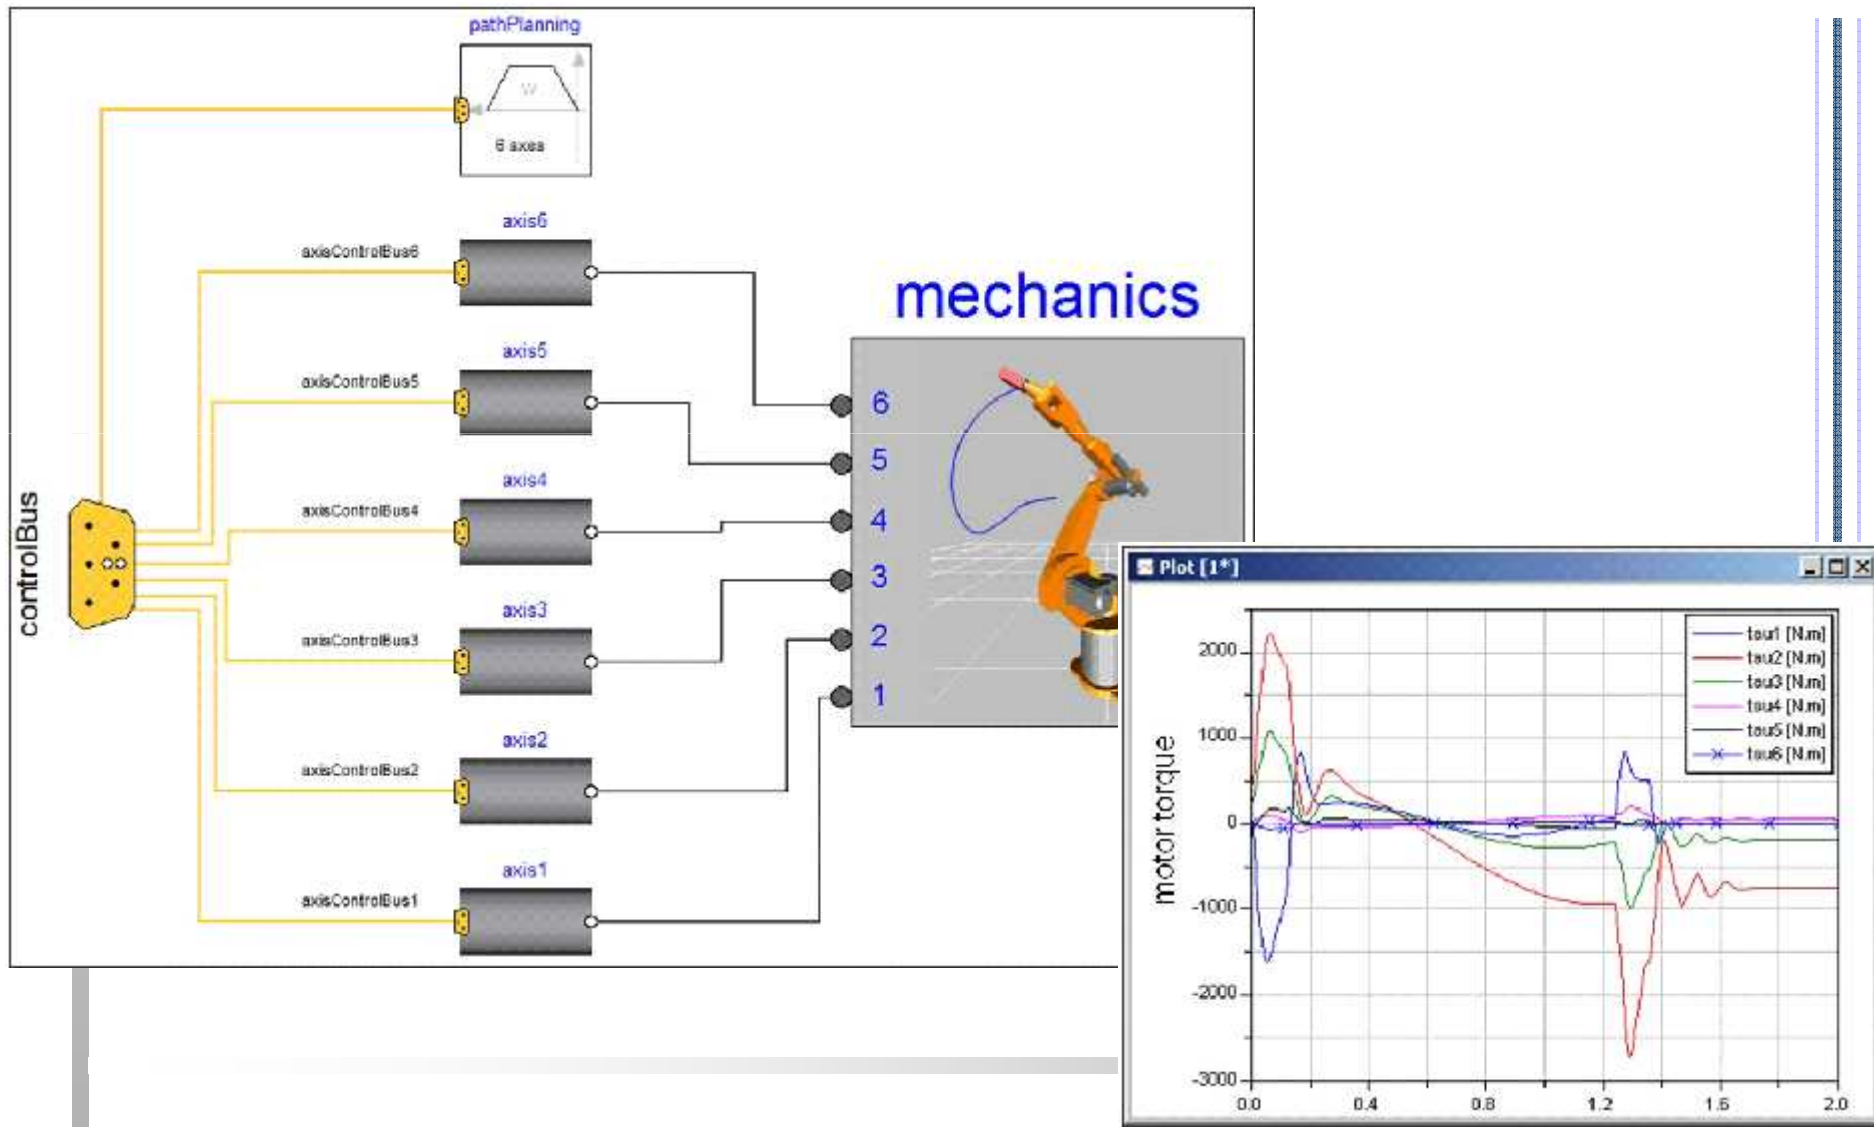 pathPlanning
W
6 axes
axis6
axisControlBus6
mechanics
axis5
axisControlBus5
6
5
axis4
axisControlBus4
4
controlBus
axis3
axisControlBus3
3
2
1
axis2
axisControlBus2
axis1
axisControlBus1
Plot [1*]
tau1 [N.m]
tau2 [N.m]
tau3 [N.m]
tau4 [N.m]
tau5 [N.m]
tau6 [N.m]
motor torque
2000
1000
0
-1000
-2000
-3000
0.0 0.4 0.8 1.2 1.6 2.0